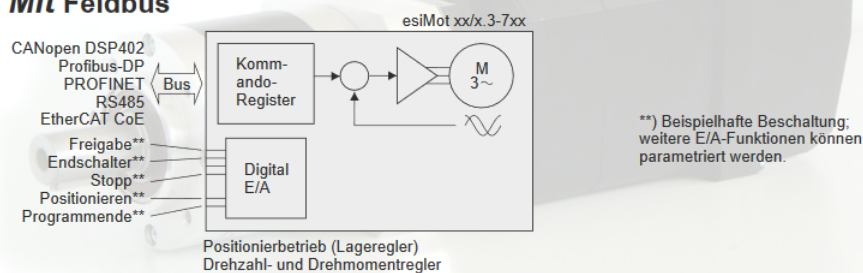 Mit Feldbus
esiMot xx/x.3-7xx
CANopen DSP402
Profibus-DP
PROFINET
RS485
EtherCAT CoE
Bus
Komm-
ando-
Register
M
3~
Freigabe**
Endschalter**
Stopp**
Positionieren**
Programmende**
Digital
E/A
**) Beispielhafte Beschaltung;
weitere E/A-Funktionen können
parametriert werden.
Positionierbetrieb (Lageregler)
Drehzahl- und Drehmomentregler